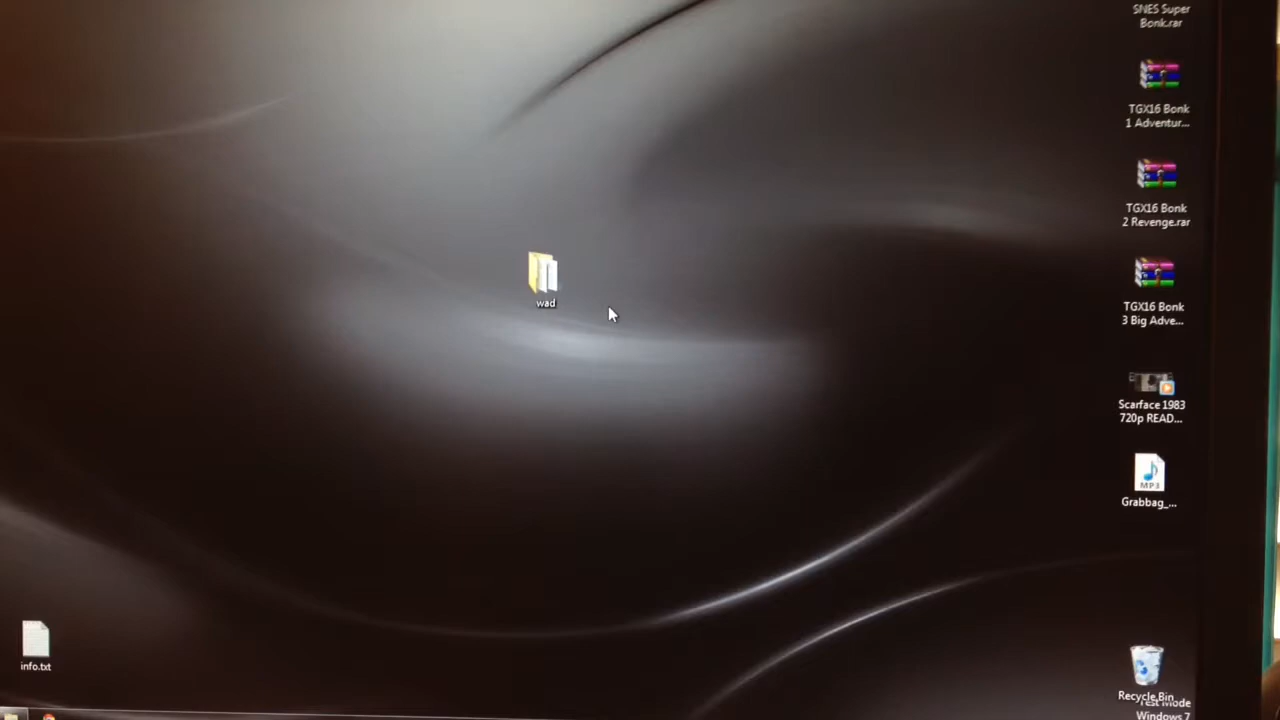 SNES Super
Bonk.rar
TGX16 Bonk
1 Adventur...
TGX16 Bonk
2 Revenge.rar
TGX16 Bonk
3 Big Adve...
wad
Scarface 1983
720p READ...
MP3
Grabbag_...
info.txt
Recycle Bin
Test Mode
Windows 7